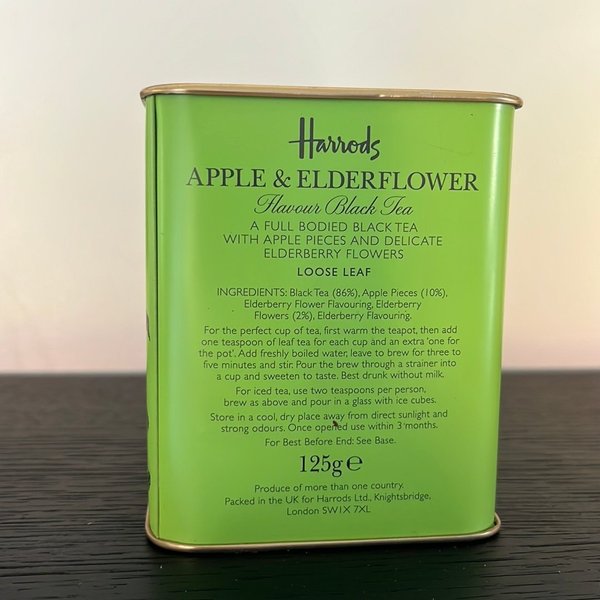 Harrods
APPLE & ELDERFLOWER
Flavour Black Tea
A FULL BODIED BLACK TEA
WITH APPLE PIECES AND DELICATE
ELDERBERRY FLOWERS
LOOSE LEAF
INGREDIENTS: Black Tea (86%), Apple Pieces (10%),
Elderberry Flower Flavouring, Elderberry
Flowers (2%), Elderberry Flavouring.
For the perfect cup of tea, first warm the teapot, then add
one teaspoon of leaf tea for each cup and an extra 'one for
the pot'. Add freshly boiled water, leave to brew for three to
five minutes and stir. Pour the brew through a strainer into
a cup and sweeten to taste. Best drunk without milk.
For iced tea, use two teaspoons per person,
brew as above and pour in a glass with ice cubes.
Store in a cool, dry place away from direct sunlight and
strong odours. Once opened use within 3 months.
For Best Before End: See Base.
125g ℮
Produce of more than one country.
Packed in the UK for Harrods Ltd., Knightsbridge,
London SW1X 7XL